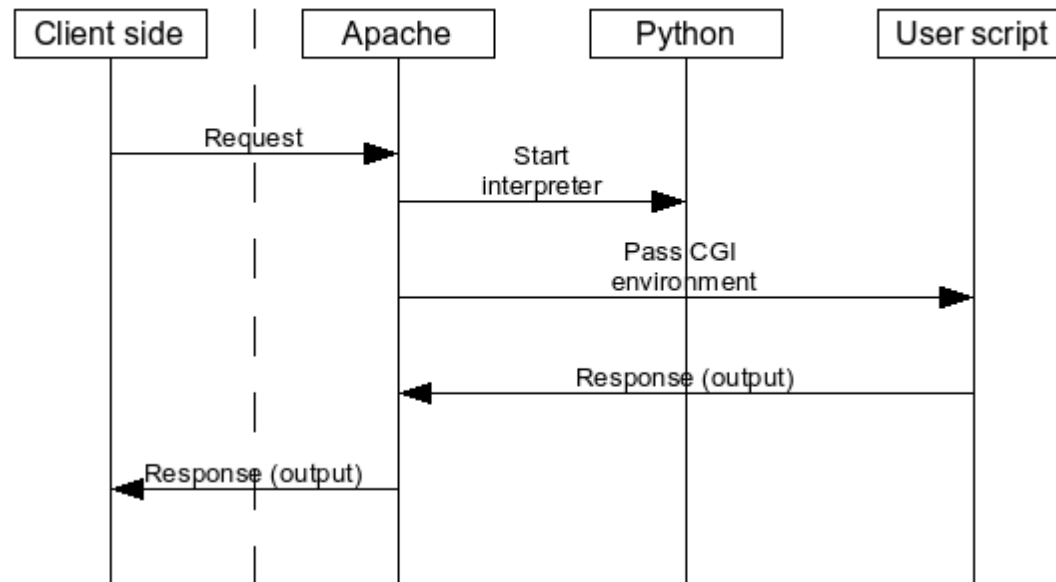 Client side
Apache
Python
User script
Request
Start
interpreter
Pass CGI
environment
Response (output)
Response (output)